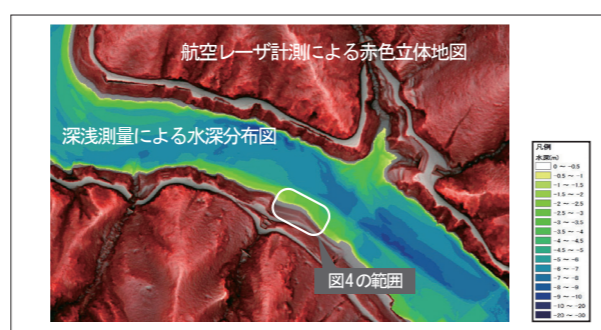 航空レーザ計測による赤色立体地図
深浅測量による水深分布図
図4の範囲
凡例
水深(m)
0 ～ -0.5
-0.5 ～ -1
-1 ～ -1.5
-1.5 ～ -2
-2 ～ -2.5
-2.5 ～ -3
-3 ～ -3.5
-3.5 ～ -4
-4 ～ -4.5
-4.5 ～ -5
-5 ～ -6
-6 ～ -7
-7 ～ -8
-8 ～ -9
-9 ～ -10
-10 ～ -20
-20 ～ -30